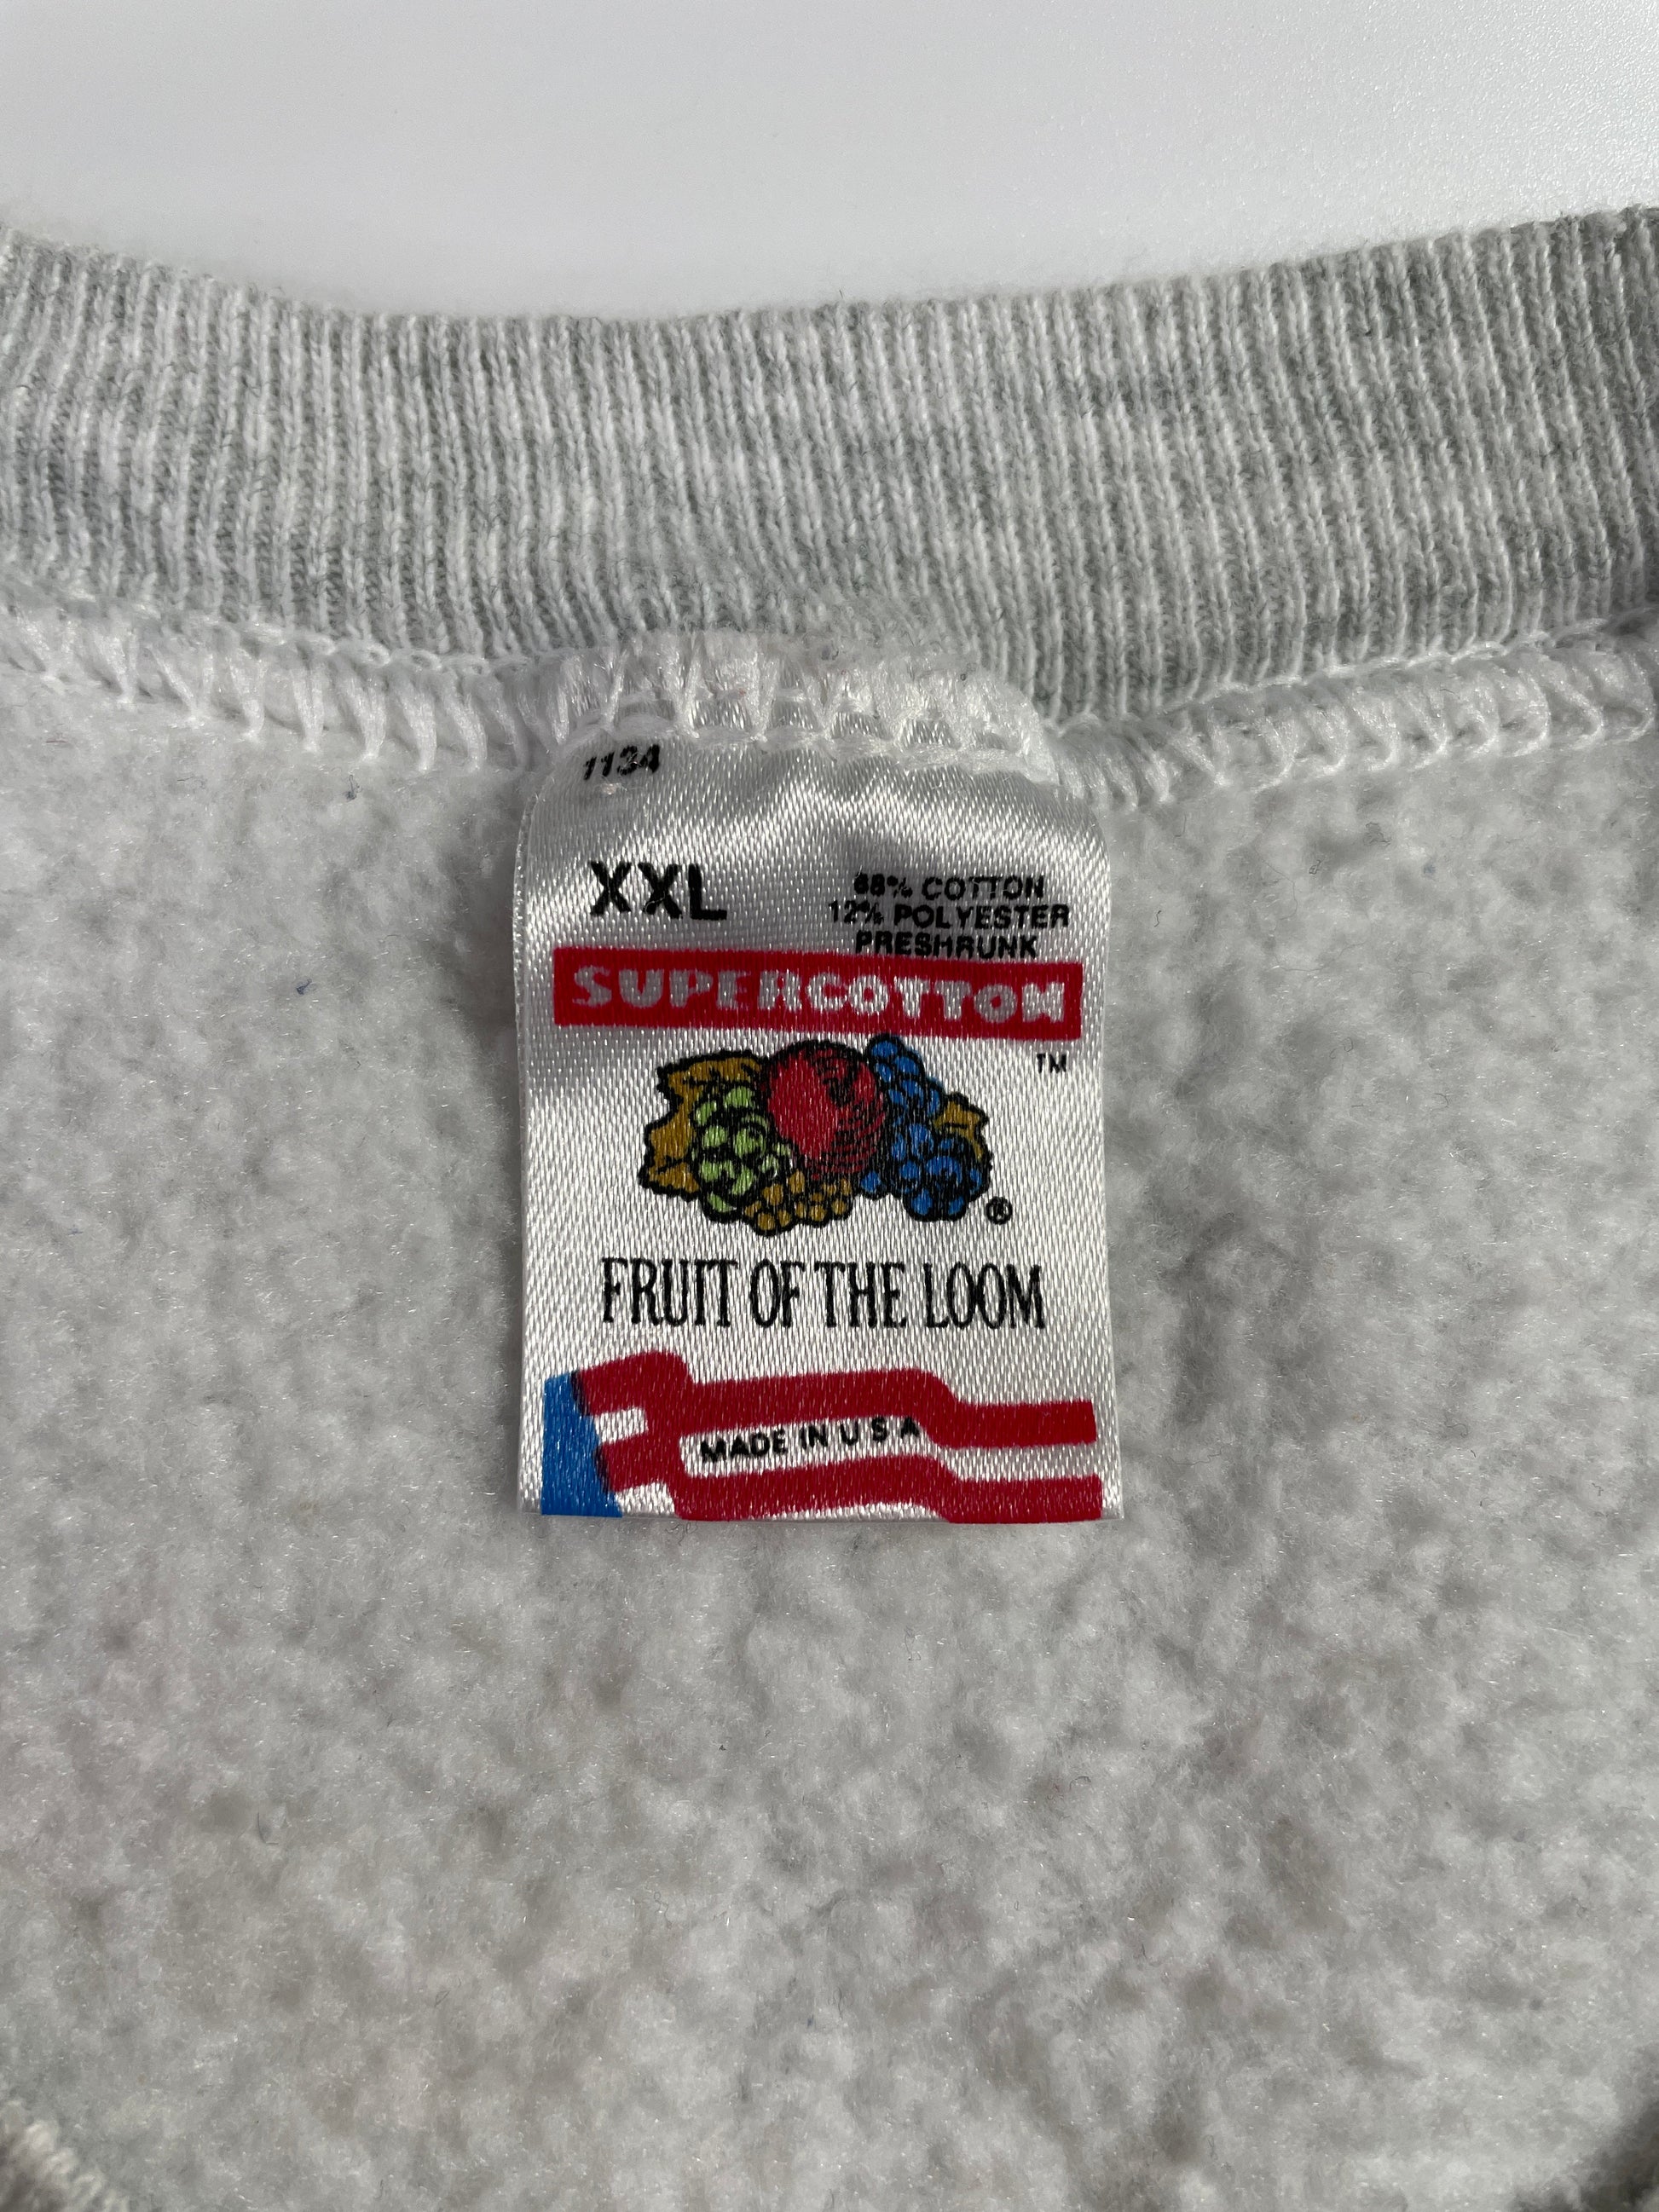 1134
XXL
88% COTTON
12% POLYESTER
PRESHRUNK
SUPERCOTTON
TM
®
FRUIT OF THE LOOM
MADE IN U S A